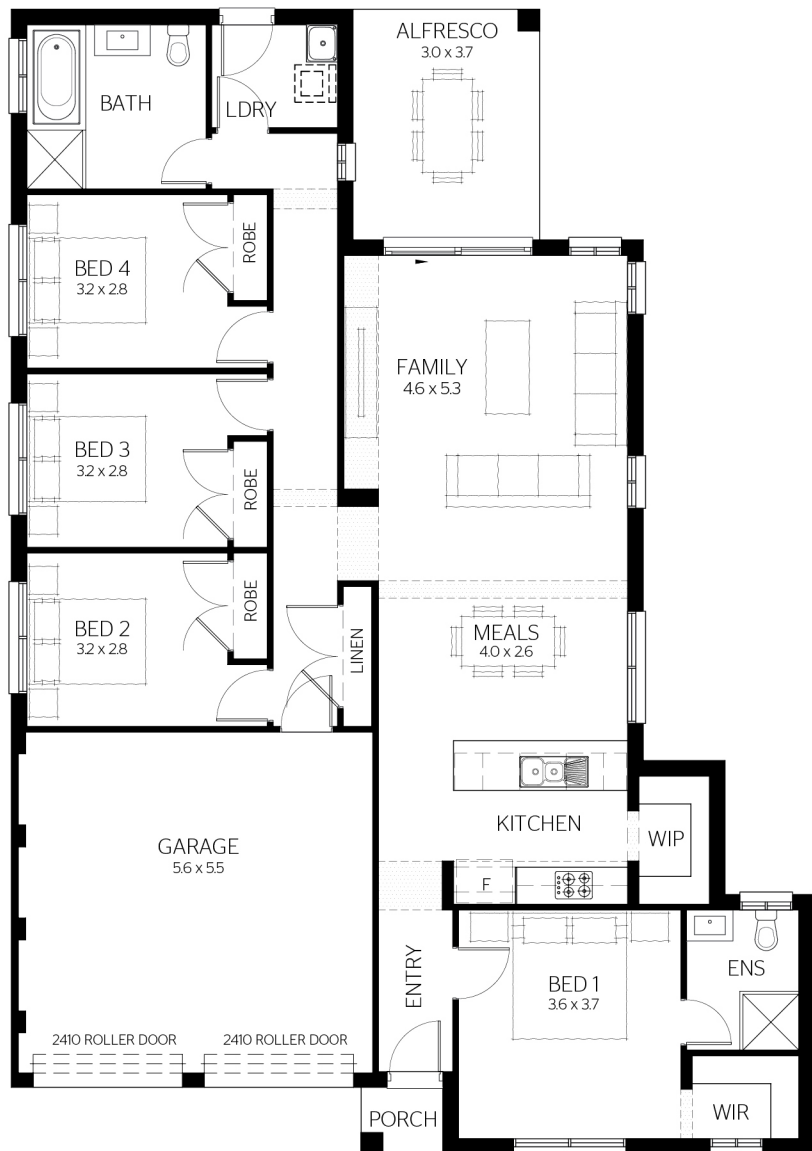 ALFRESCO
3.0 x 3.7
BATH
LDRY
ROBE
BED 4
3.2 x 2.8
FAMILY
4.6 x 5.3
BED 3
3.2 x 2.8
ROBE
ROBE
BED 2
3.2 x 2.8
LINEN
MEALS
4.0 x 2.6
KITCHEN
WIP
GARAGE
5.6 x 5.5
F
ENTRY
BED 1
3.6 x 3.7
ENS
2410 ROLLER DOOR
2410 ROLLER DOOR
PORCH
WIR